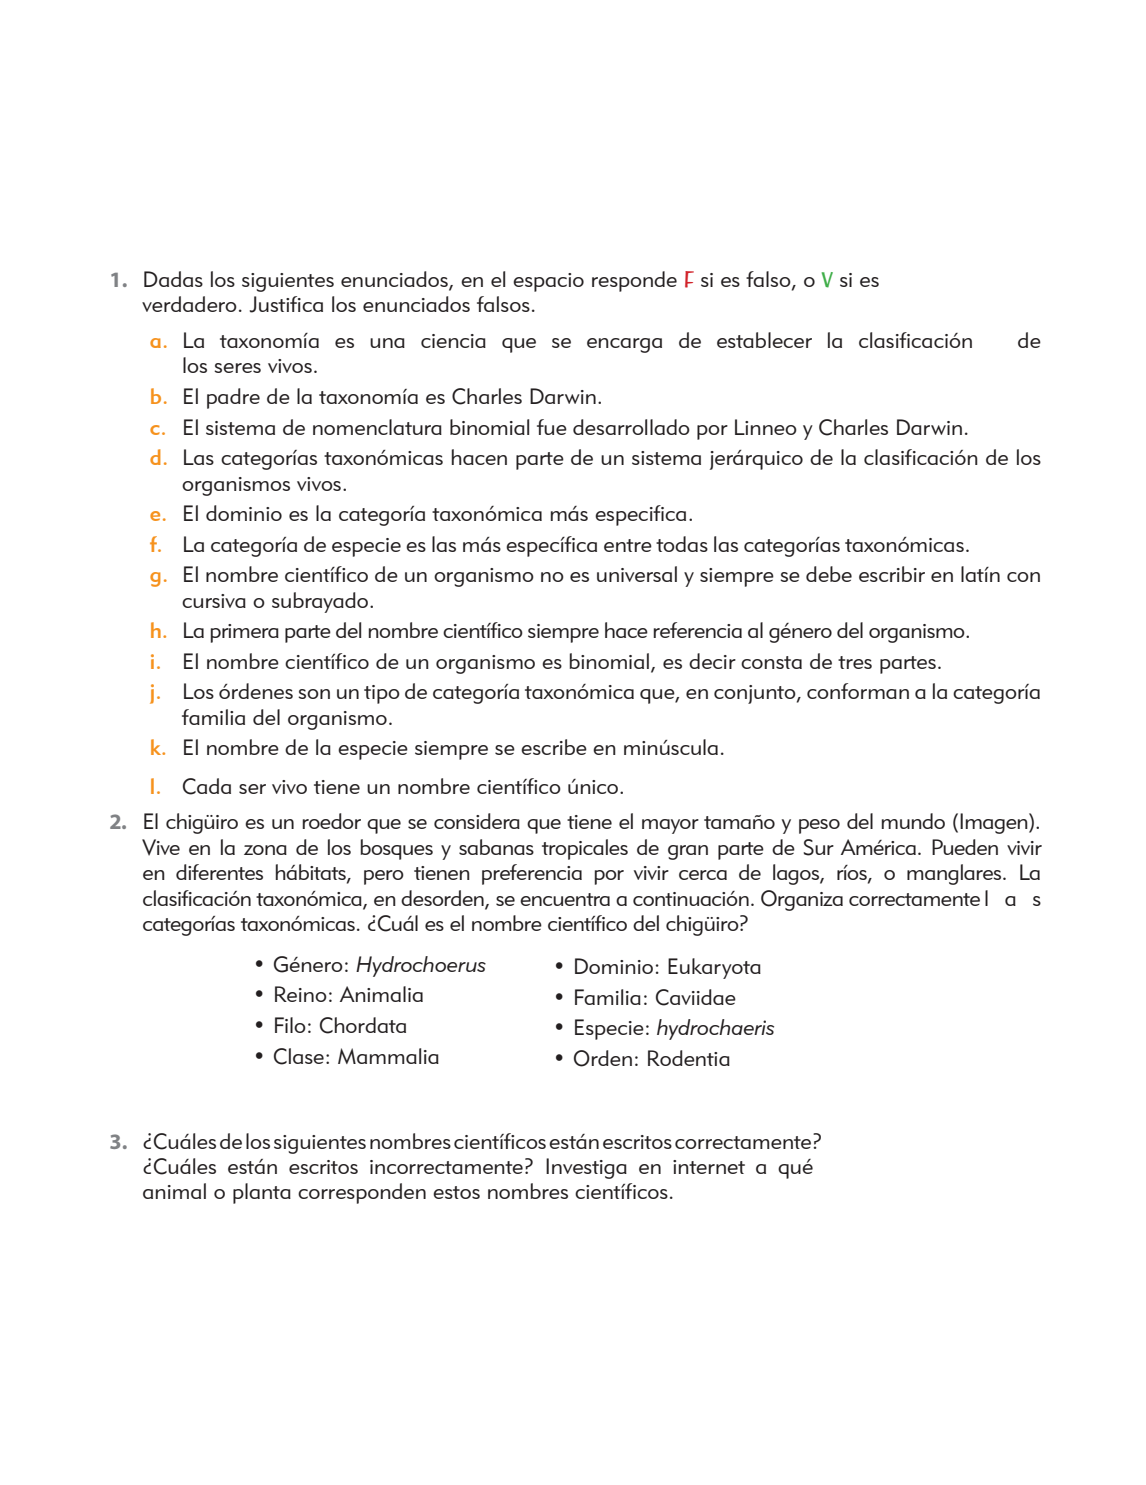 1. Dadas los siguientes enunciados, en el espacio responde F si es falso, o V si es
verdadero. Justifica los enunciados falsos.
a. La taxonomía es una ciencia que se encarga de establecer la clasificación de
los seres vivos.
b. El padre de la taxonomía es Charles Darwin.
c. El sistema de nomenclatura binomial fue desarrollado por Linneo y Charles Darwin.
d. Las categorías taxonómicas hacen parte de un sistema jerárquico de la clasificación de los
organismos vivos.
e. El dominio es la categoría taxonómica más especifica.
f. La categoría de especie es las más específica entre todas las categorías taxonómicas.
g. El nombre científico de un organismo no es universal y siempre se debe escribir en latín con
cursiva o subrayado.
h. La primera parte del nombre científico siempre hace referencia al género del organismo.
i. El nombre científico de un organismo es binomial, es decir consta de tres partes.
j. Los órdenes son un tipo de categoría taxonómica que, en conjunto, conforman a la categoría
familia del organismo.
k. El nombre de la especie siempre se escribe en minúscula.
l. Cada ser vivo tiene un nombre científico único.
2. El chigüiro es un roedor que se considera que tiene el mayor tamaño y peso del mundo (Imagen).
Vive en la zona de los bosques y sabanas tropicales de gran parte de Sur América. Pueden vivir
en diferentes hábitats, pero tienen preferencia por vivir cerca de lagos, ríos, o manglares. La
clasificación taxonómica, en desorden, se encuentra a continuación. Organiza correctamente l a s
categorías taxonómicas. ¿Cuál es el nombre científico del chigüiro?
• Género: Hydrochoerus
• Reino: Animalia
• Filo: Chordata
• Clase: Mammalia
• Dominio: Eukaryota
• Familia: Caviidae
• Especie: hydrochaeris
• Orden: Rodentia
3. ¿Cuáles de los siguientes nombres científicos están escritos correctamente?
¿Cuáles están escritos incorrectamente? Investiga en internet a qué
animal o planta corresponden estos nombres científicos.